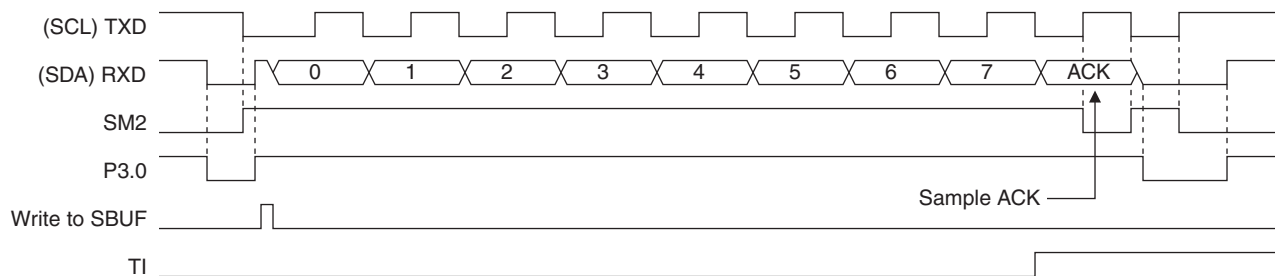 (SCL) TXD
(SDA) RXD 0 1 2 3 4 5 6 7 ACK
SM2
P3.0
Sample ACK
Write to SBUF
TI